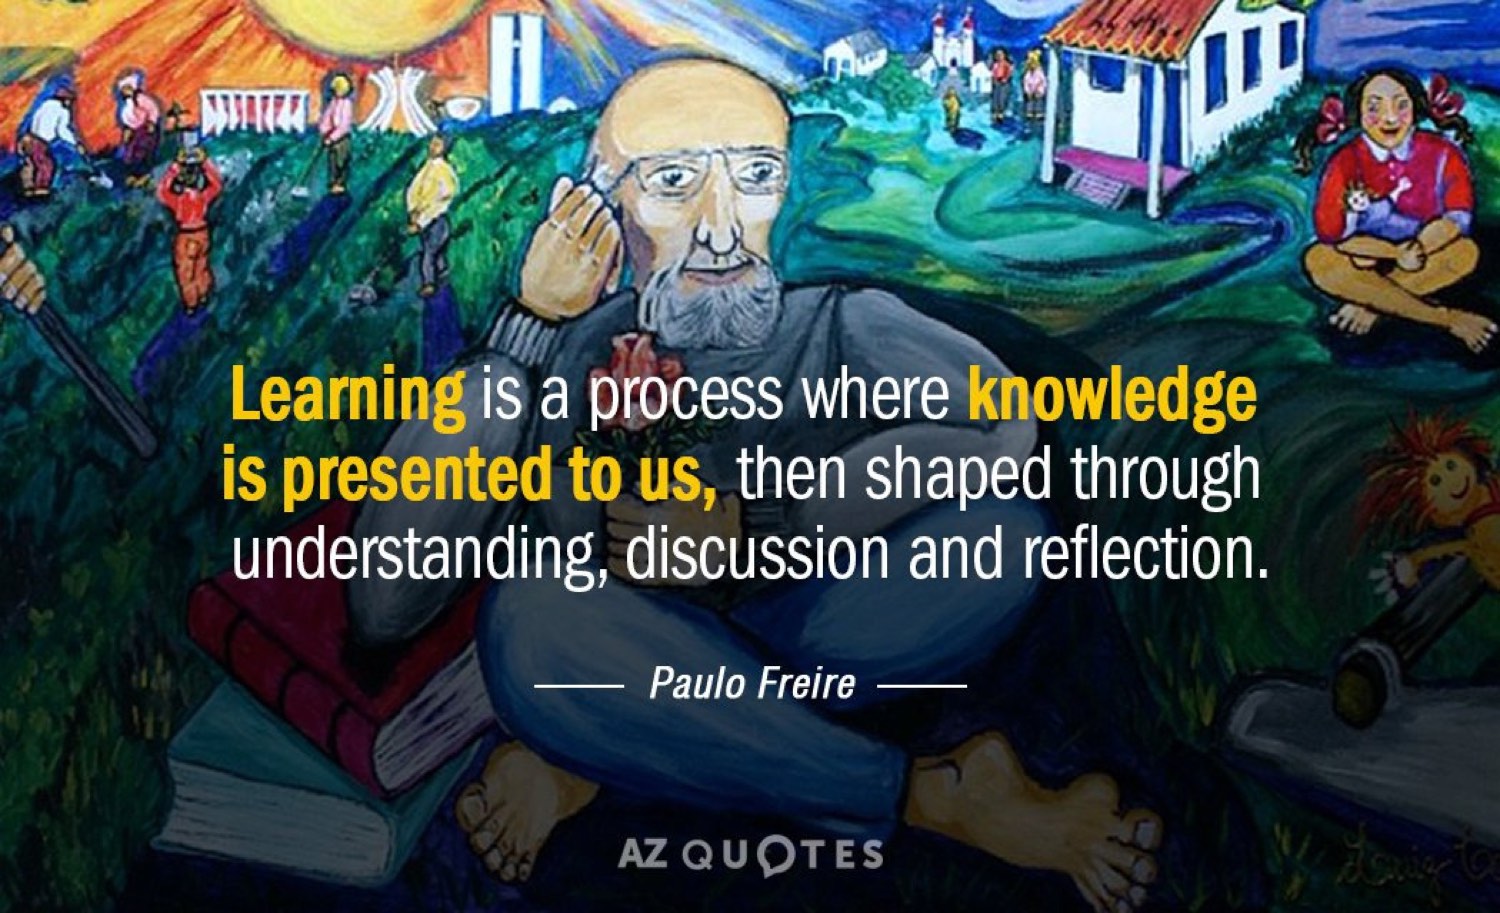 Learning is a process where knowledge
is presented to us, then shaped through
understanding, discussion and reflection.
Paulo Freire
AZ QUOTES